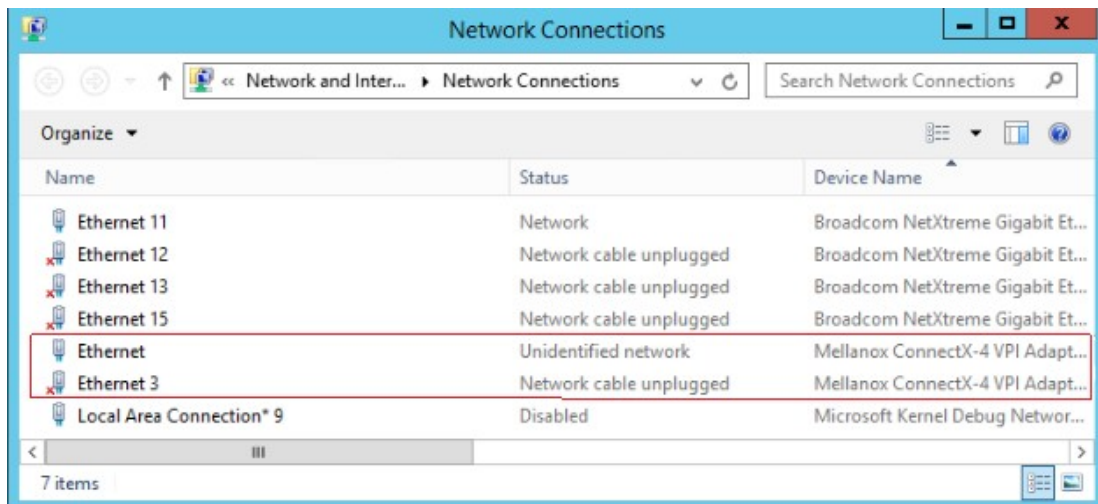 Network Connections
« Network and Inter... Network Connections Search Network Connections
Organize
Name Status Device Name
Ethernet 11 Network Broadcom NetXtreme Gigabit Et...
Ethernet 12 Network cable unplugged Broadcom NetXtreme Gigabit Et...
Ethernet 13 Network cable unplugged Broadcom NetXtreme Gigabit Et...
Ethernet 15 Network cable unplugged Broadcom NetXtreme Gigabit Et...
Ethernet Unidentified network Mellanox ConnectX-4 VPI Adapt...
Ethernet 3 Network cable unplugged Mellanox ConnectX-4 VPI Adapt...
Local Area Connection* 9 Disabled Microsoft Kernel Debug Networ...
7 items